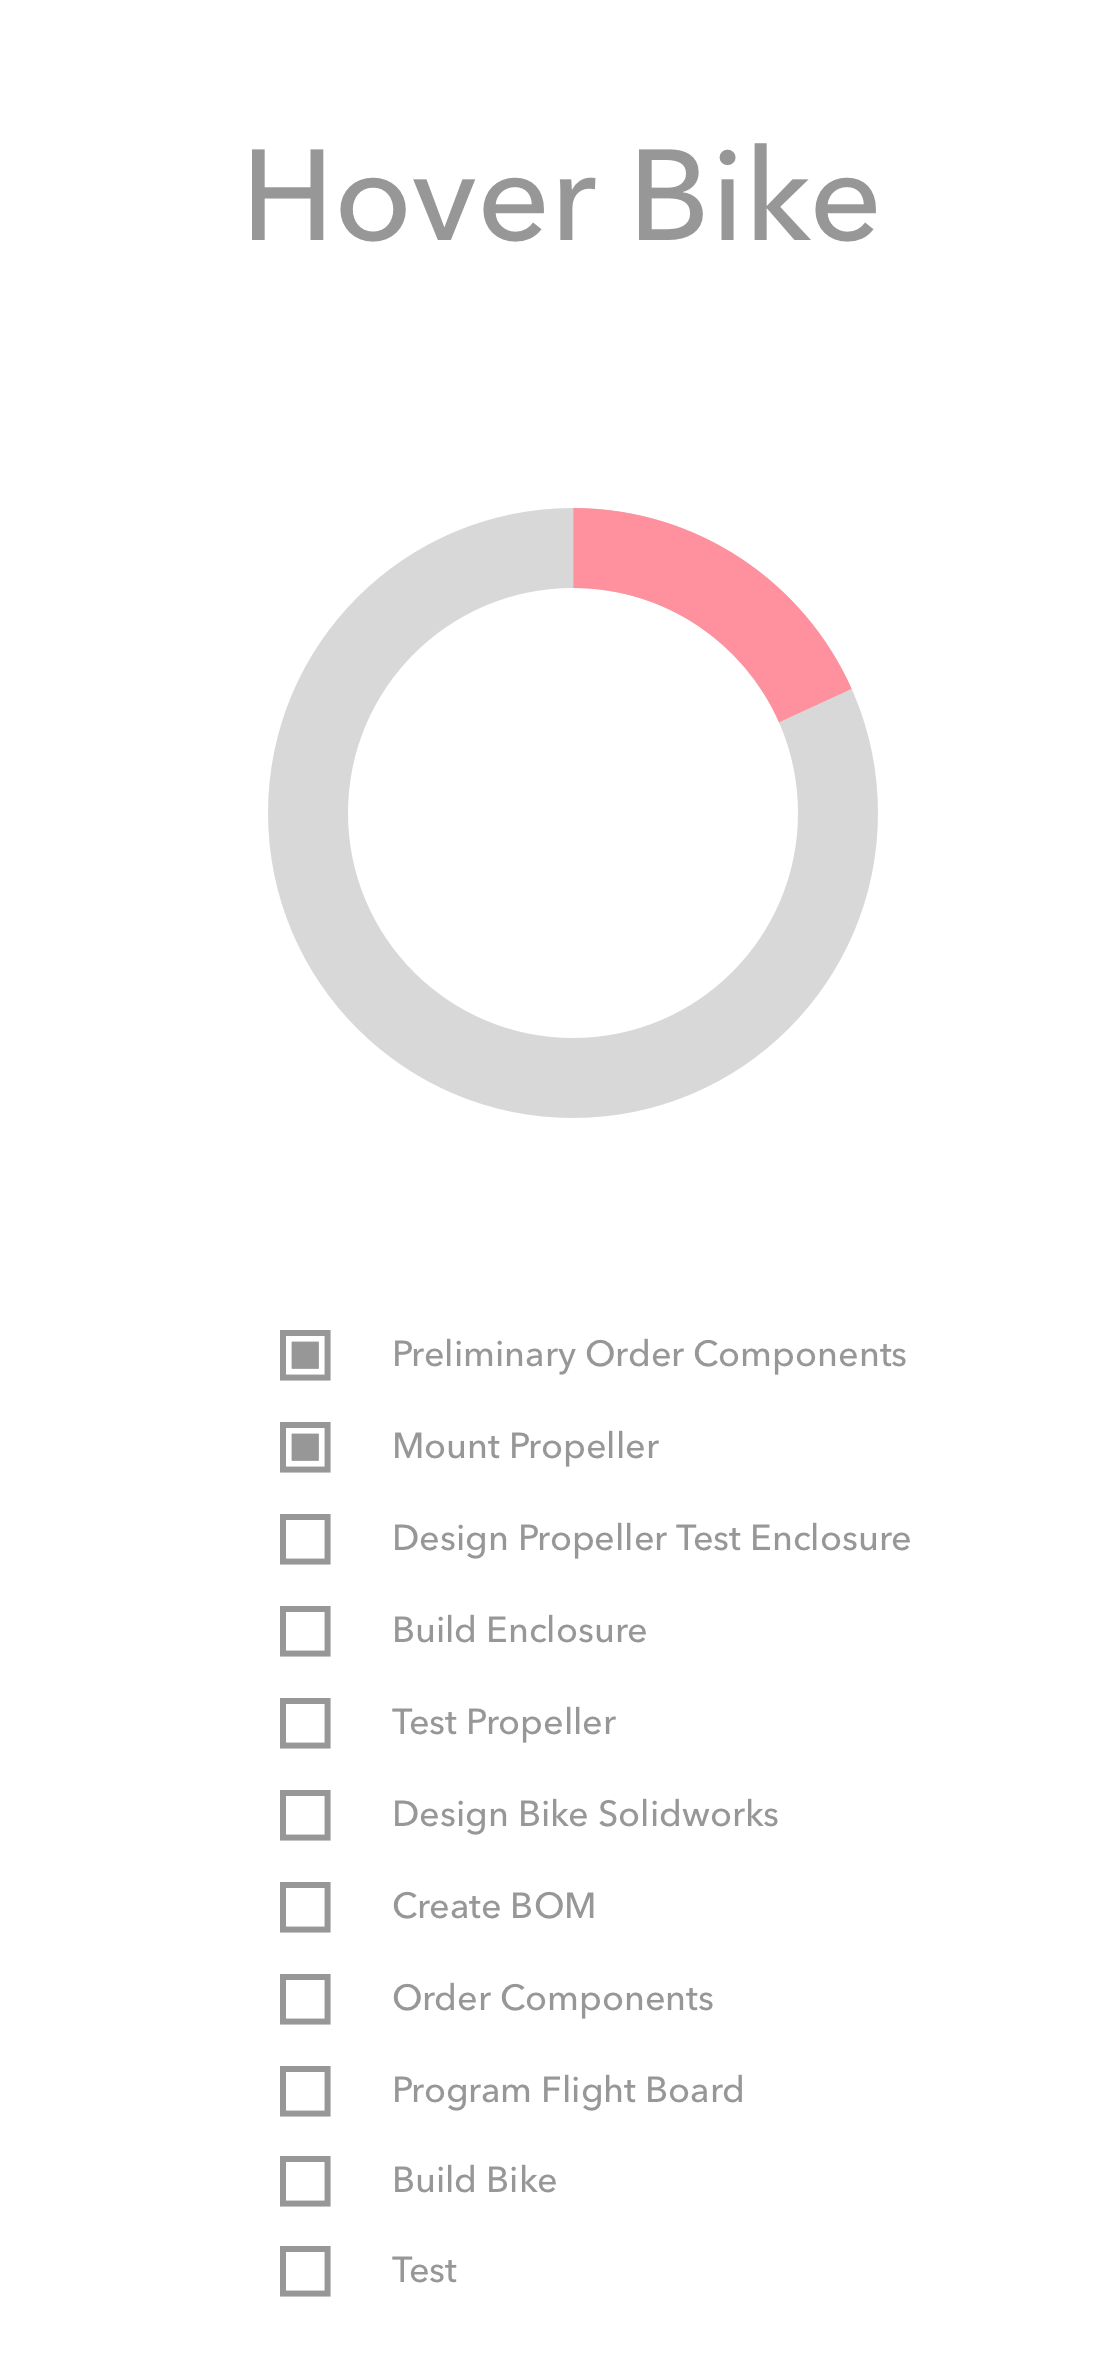 Hover Bike
Preliminary Order Components
Mount Propeller
Design Propeller Test Enclosure
Build Enclosure
Test Propeller
Design Bike Solidworks
Create BOM
Order Components
Program Flight Board
Build Bike
Test